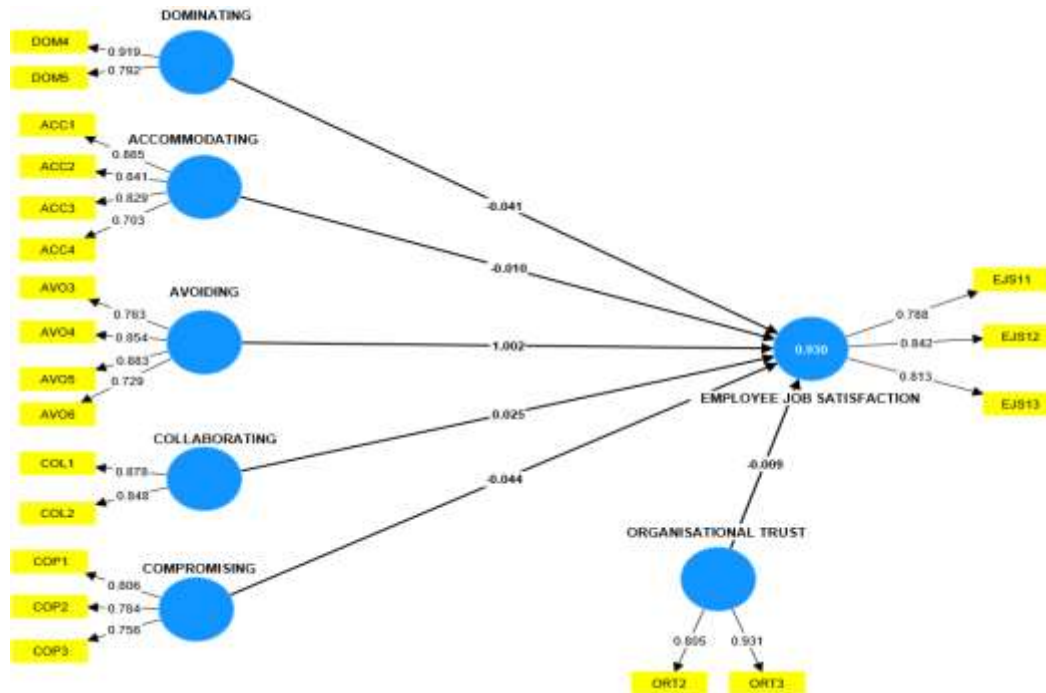 DOMINATING
DOM4
0.919
DOM5
0.792
ACCOMMODATING
ACC1
0.865
ACC2
0.841
ACC3
0.829
ACC4
0.703
-0.041
-0.010
AVOIDING
AVO3
0.763
AVO4
0.854
AVO5
0.883
AVO6
0.729
1.002
0.930
EMPLOYEE JOB SATISFACTION
EJS11
0.788
EJS12
0.842
EJS13
0.813
COLLABORATING
COL1
0.878
COL2
0.848
0.025
-0.044
-0.009
COMPROMISING
COP1
0.806
COP2
0.784
COP3
0.756
ORGANISATIONAL TRUST
0.895
0.931
ORT2
ORT3